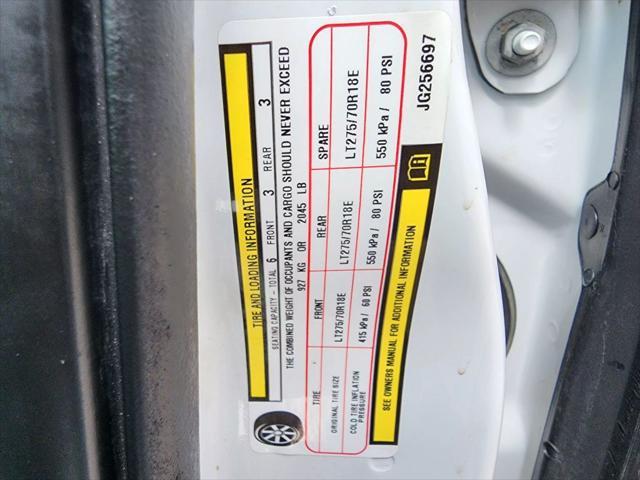 TIRE AND LOADING INFORMATION
SEATING CAPACITY - TOTAL 6 FRONT 3 REAR 3
THE COMBINED WEIGHT OF OCCUPANTS AND CARGO SHOULD NEVER EXCEED
927 KG OR 2045 LB
TIRE FRONT REAR SPARE
ORIGINAL TIRE SIZE LT275/70R18E LT275/70R18E LT275/70R18E
COLD TIRE INFLATION PRESSURE 415 kPa / 60 PSI 550 kPa / 80 PSI 550 kPa / 80 PSI
SEE OWNERS MANUAL FOR ADDITIONAL INFORMATION
JG256697